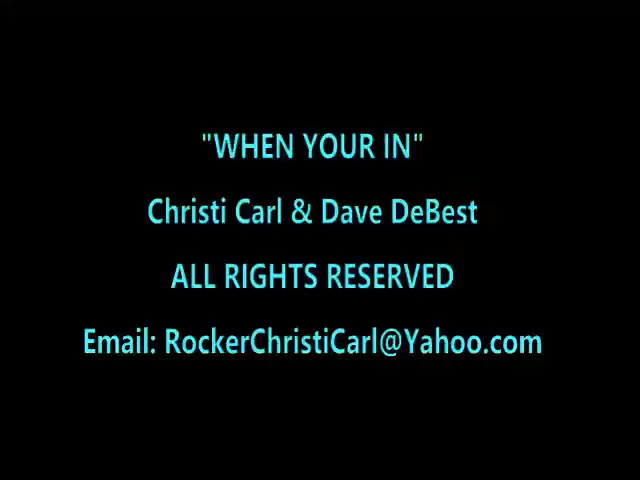 "WHEN YOUR IN"
Christi Carl & Dave DeBest
ALL RIGHTS RESERVED
Email: RockerChristiCarl@Yahoo.com